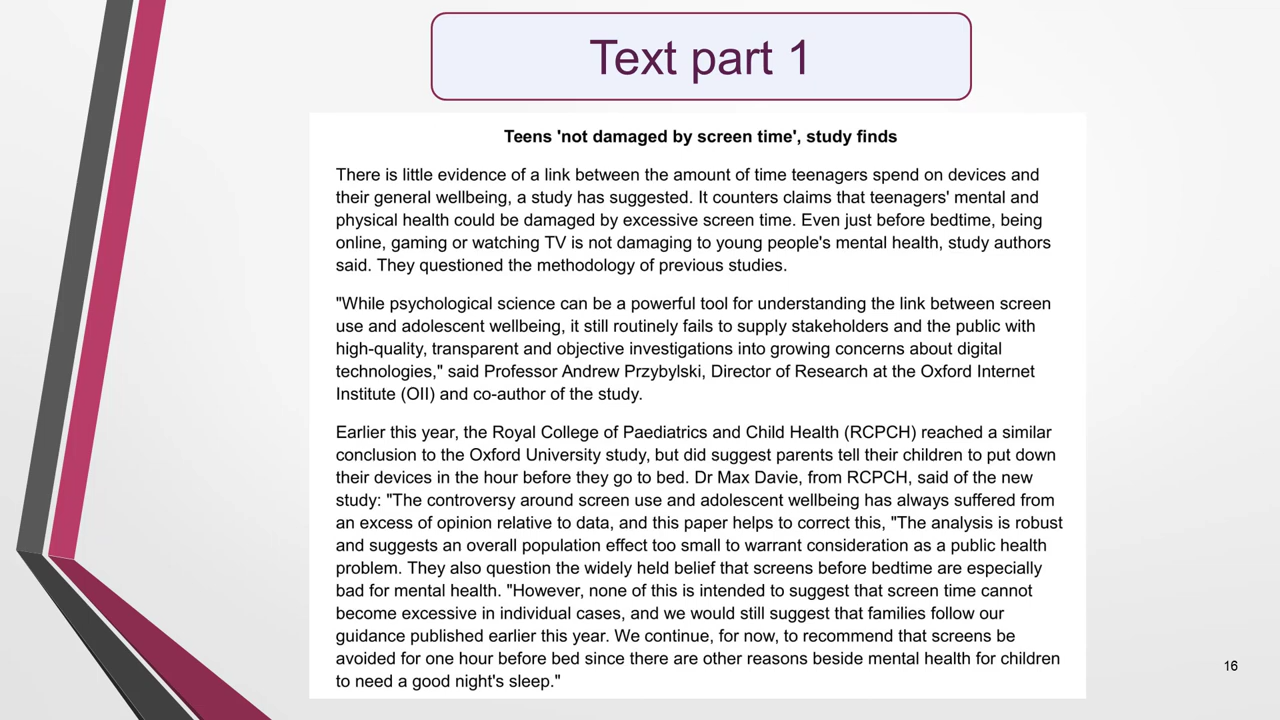 Text part 1
Teens 'not damaged by screen time', study finds
There is little evidence of a link between the amount of time teenagers spend on devices and
their general wellbeing, a study has suggested. It counters claims that teenagers' mental and
physical health could be damaged by excessive screen time. Even just before bedtime, being
online, gaming or watching TV is not damaging to young people's mental health, study authors
said. They questioned the methodology of previous studies.
"While psychological science can be a powerful tool for understanding the link between screen
use and adolescent wellbeing, it still routinely fails to supply stakeholders and the public with
high-quality, transparent and objective investigations into growing concerns about digital
technologies," said Professor Andrew Przybylski, Director of Research at the Oxford Internet
Institute (OII) and co-author of the study.
Earlier this year, the Royal College of Paediatrics and Child Health (RCPCH) reached a similar
conclusion to the Oxford University study, but did suggest parents tell their children to put down
their devices in the hour before they go to bed. Dr Max Davie, from RCPCH, said of the new
study: "The controversy around screen use and adolescent wellbeing has always suffered from
an excess of opinion relative to data, and this paper helps to correct this, "The analysis is robust
and suggests an overall population effect too small to warrant consideration as a public health
problem. They also question the widely held belief that screens before bedtime are especially
bad for mental health. "However, none of this is intended to suggest that screen time cannot
become excessive in individual cases, and we would still suggest that families follow our
guidance published earlier this year. We continue, for now, to recommend that screens be
avoided for one hour before bed since there are other reasons beside mental health for children
to need a good night's sleep."
16